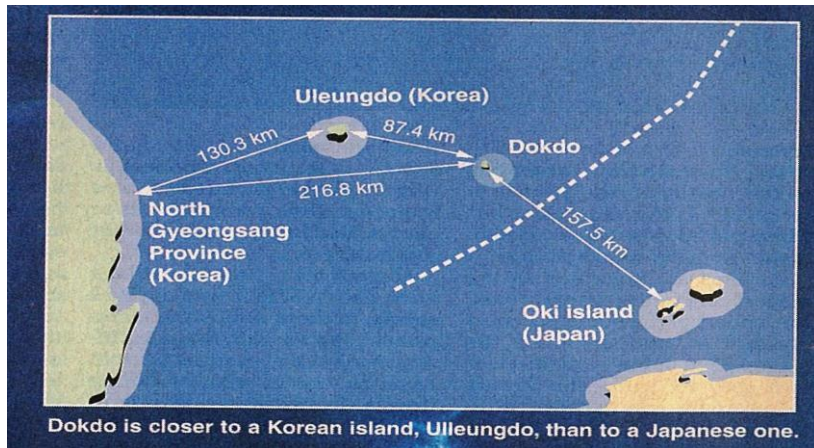 Uleungdo (Korea)
130.3 km
87.4 km
Dokdo
216.8 km
157.5 km
North
Gyeongsang
Province
(Korea)
Oki island
(Japan)
Dokdo is closer to a Korean island, Ulleungdo, than to a Japanese one.